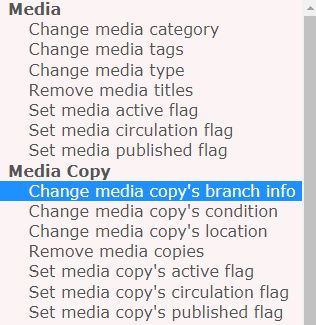 Media
Change media category
Change media tags
Change media type
Remove media titles
Set media active flag
Set media circulation flag
Set media published flag
Media Copy
Change media copy's branch info
Change media copy's condition
Change media copy's location
Remove media copies
Set media copy's active flag
Set media copy's circulation flag
Set media copy's published flag